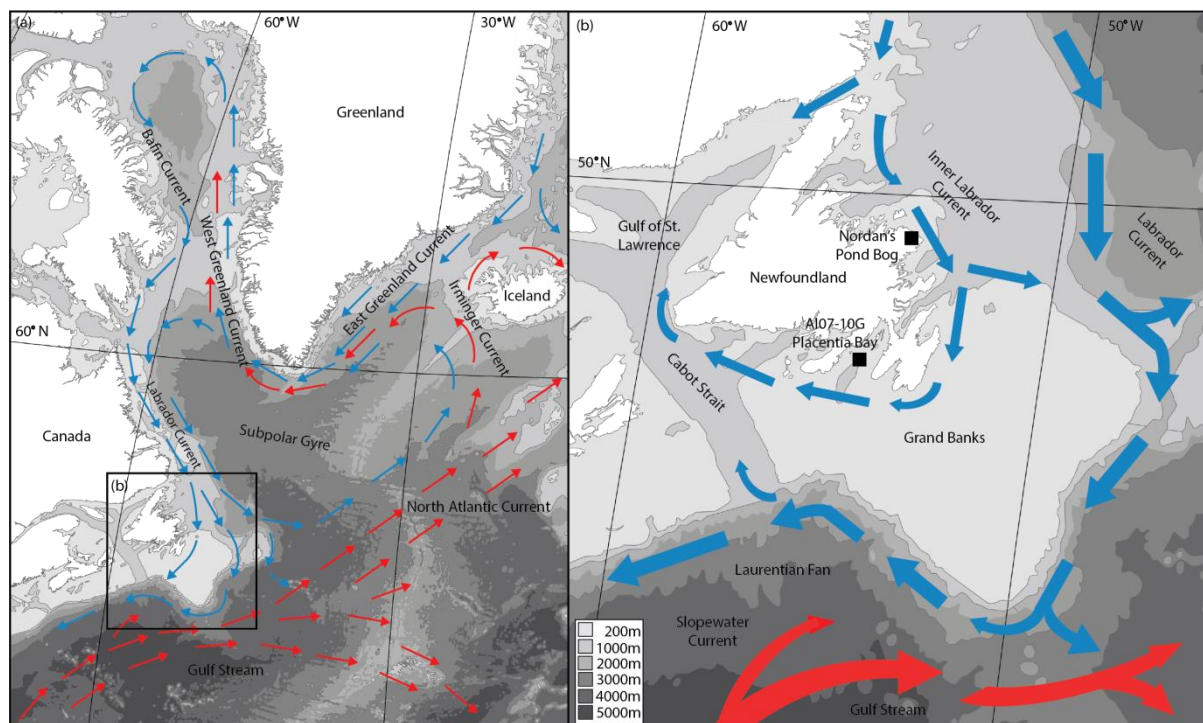 (a)
60°W
30°W
Greenland
Bafin Current
West Greenland Current
East Greenland Current
Irminger Current
Iceland
60°N
Labrador Current
Canada
Subpolar Gyre
(b)
North Atlantic Current
Gulf Stream
(b)
60°W
50°W
50°N
Inner Labrador
Current
Labrador
Current
Gulf of St.
Lawrence
Nordan's
Pond Bog
Newfoundland
AI07-10G
Placentia Bay
Cabot Strait
Grand Banks
Laurentian Fan
Slopewater
Current
Gulf Stream
200m
1000m
2000m
3000m
4000m
5000m